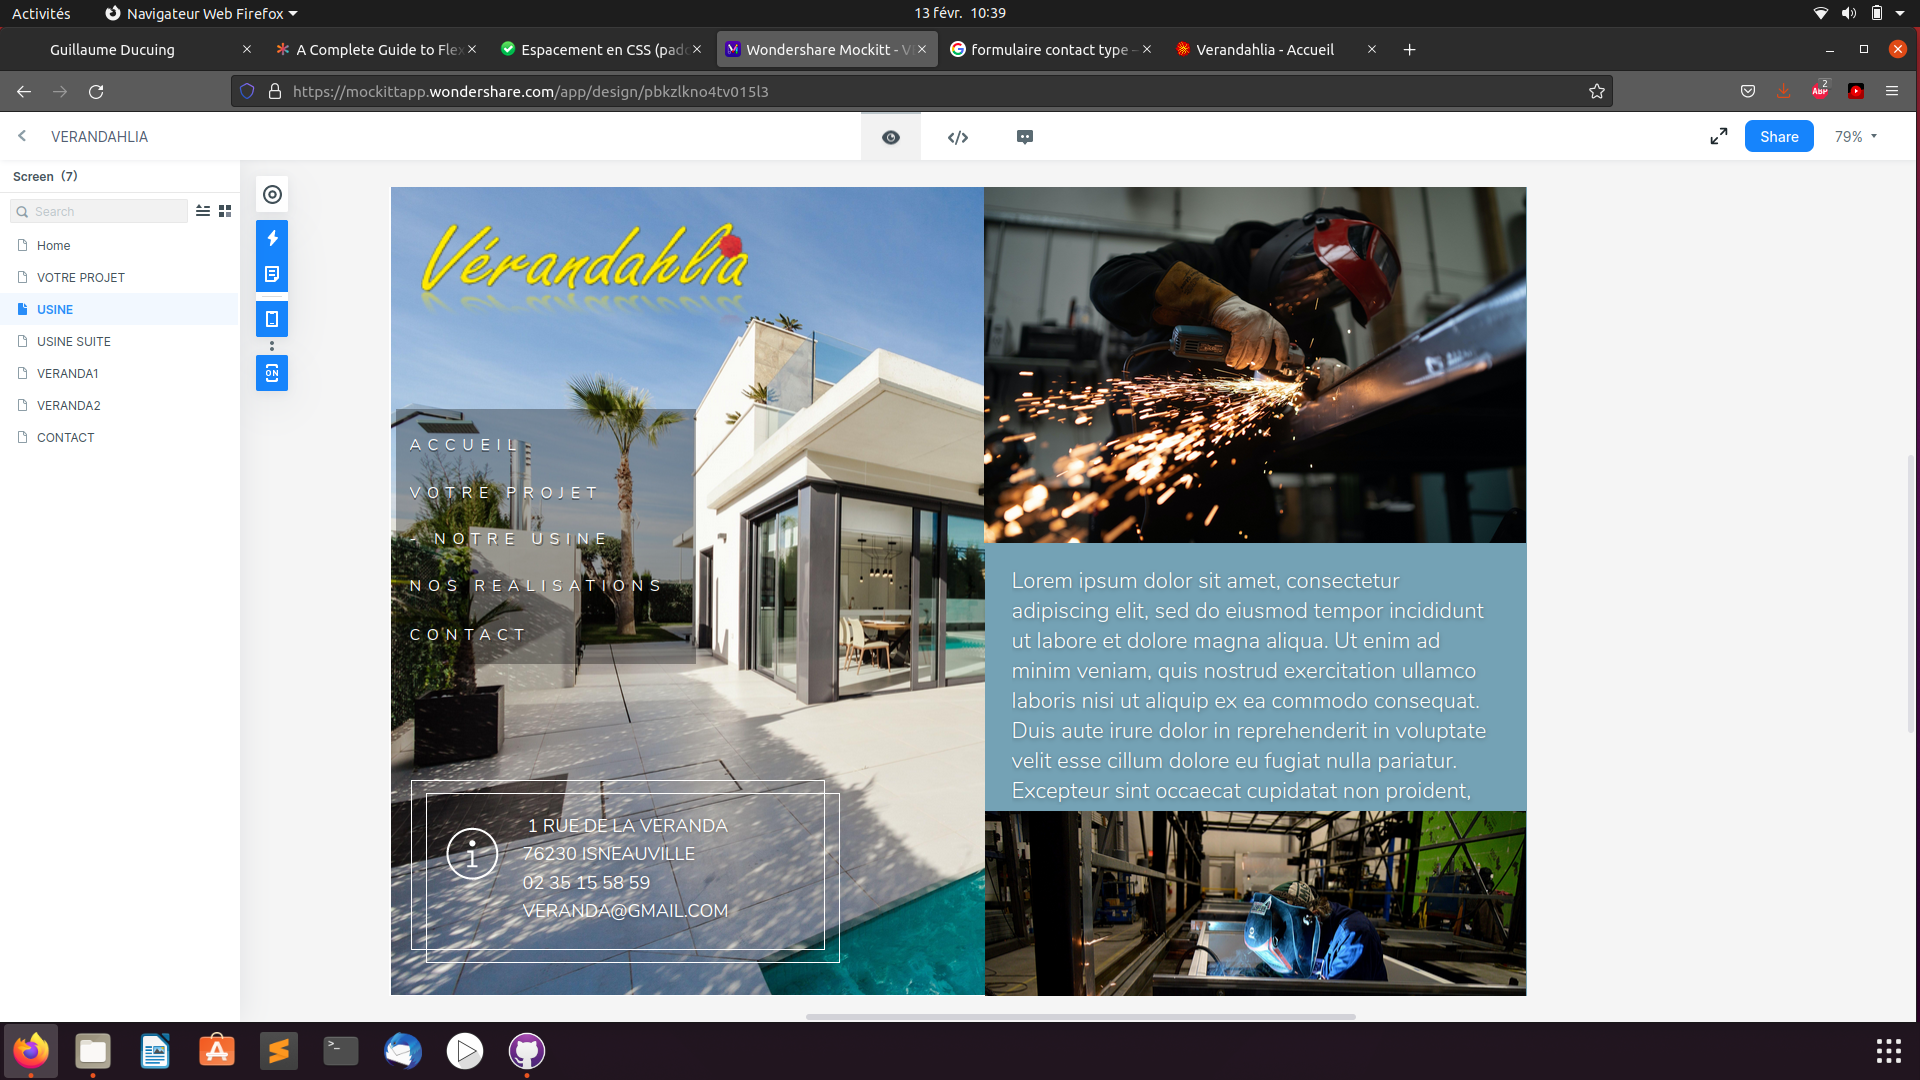 Activités
Navigateur Web Firefox
13 févr.  10:39
Guillaume Ducuing
A Complete Guide to Flex
Espacement en CSS (padd
Wondershare Mockitt - V
formulaire contact type -
Verandahlia - Accueil
https://mockittapp.wondershare.com/app/design/pbkzlkno4tv015l3
2
ABP
VERANDAHLIA
Share
79%
Screen (7)
Search
Home
VOTRE PROJET
USINE
USINE SUITE
VERANDA1
VERANDA2
CONTACT
ON
Vérandahlia
ACCUEIL
VOTRE PROJET
- NOTRE USINE
NOS REALISATIONS
CONTACT
1 RUE DE LA VERANDA
76230 ISNEAUVILLE
02 35 15 58 59
VERANDA@GMAIL.COM
Lorem ipsum dolor sit amet, consectetur
adipiscing elit, sed do eiusmod tempor incididunt
ut labore et dolore magna aliqua. Ut enim ad
minim veniam, quis nostrud exercitation ullamco
laboris nisi ut aliquip ex ea commodo consequat.
Duis aute irure dolor in reprehenderit in voluptate
velit esse cillum dolore eu fugiat nulla pariatur.
Excepteur sint occaecat cupidatat non proident,